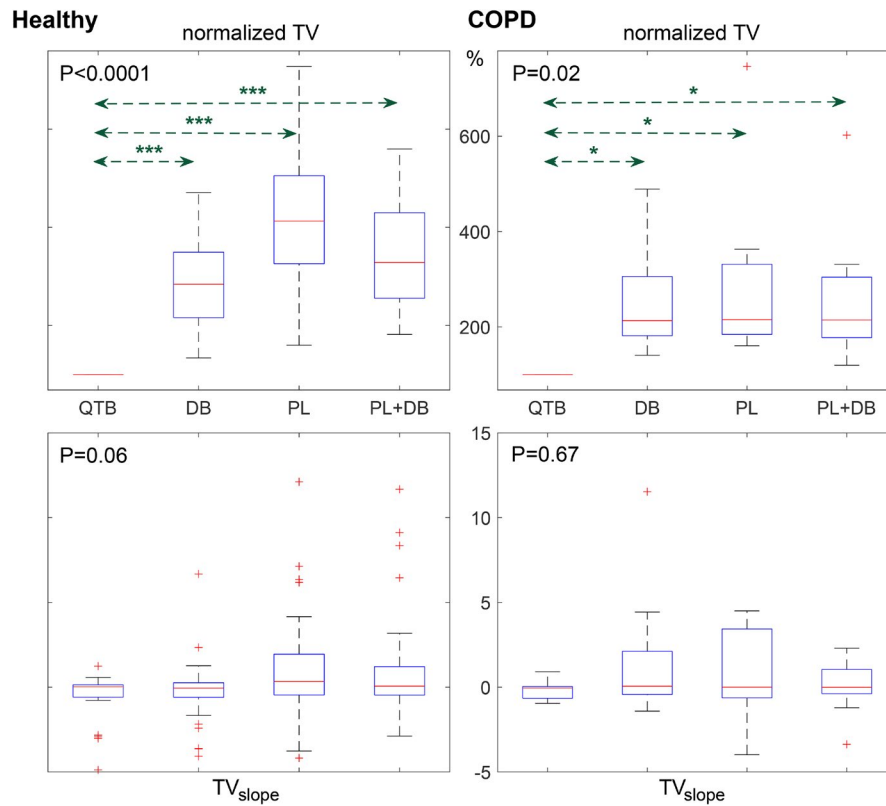 Healthy
COPD
normalized TV
normalized TV
%
P<0.0001
P=0.02
***
***
***
*
*
*
600
400
200
QTB DB PL PL+DB
QTB DB PL PL+DB
P=0.06
P=0.67
15
10
5
0
-5
TVslope
TVslope